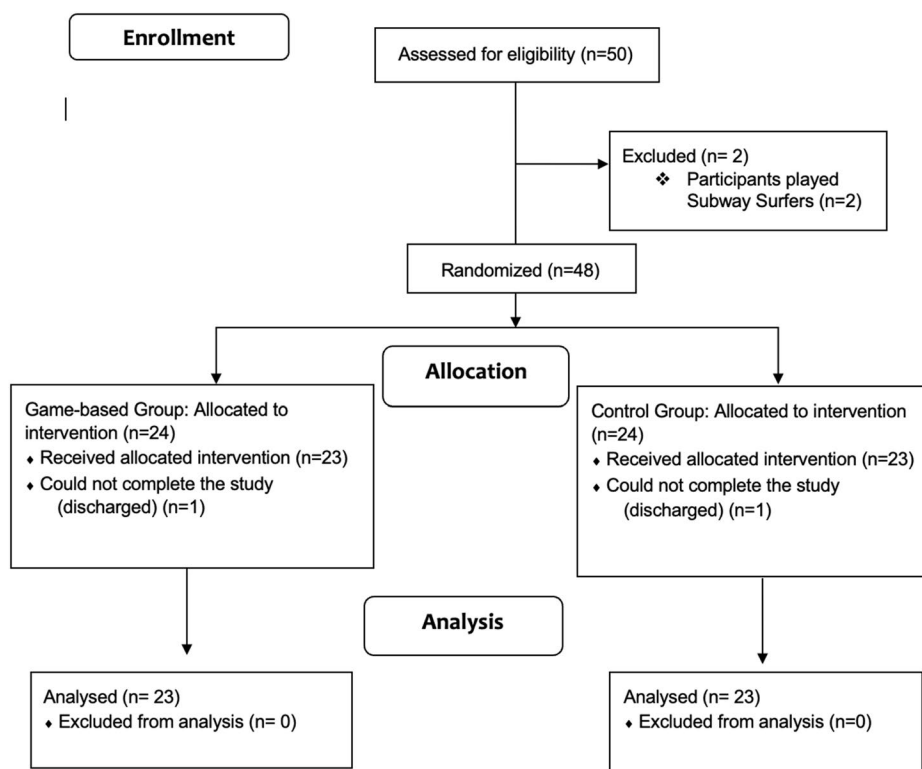 Enrollment
Assessed for eligibility (n=50)
Excluded (n= 2)
❖ Participants played
Subway Surfers (n=2)
Randomized (n=48)
Allocation
Game-based Group: Allocated to
intervention (n=24)
♦ Received allocated intervention (n=23)
♦ Could not complete the study
(discharged) (n=1)
Control Group: Allocated to intervention
(n=24)
♦ Received allocated intervention (n=23)
♦ Could not complete the study
(discharged) (n=1)
Analysis
Analysed (n= 23)
♦ Excluded from analysis (n= 0)
Analysed (n= 23)
♦ Excluded from analysis (n=0)